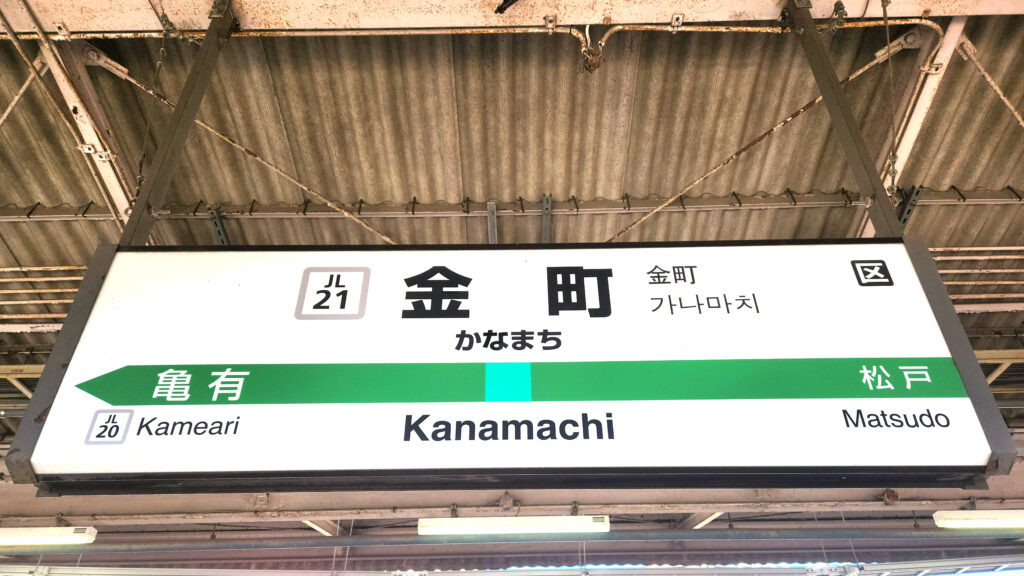 JL
21
金町
金町
가나마치
区
かなまち
亀有
松戸
JL
20
Kameari
Kanamachi
Matsudo